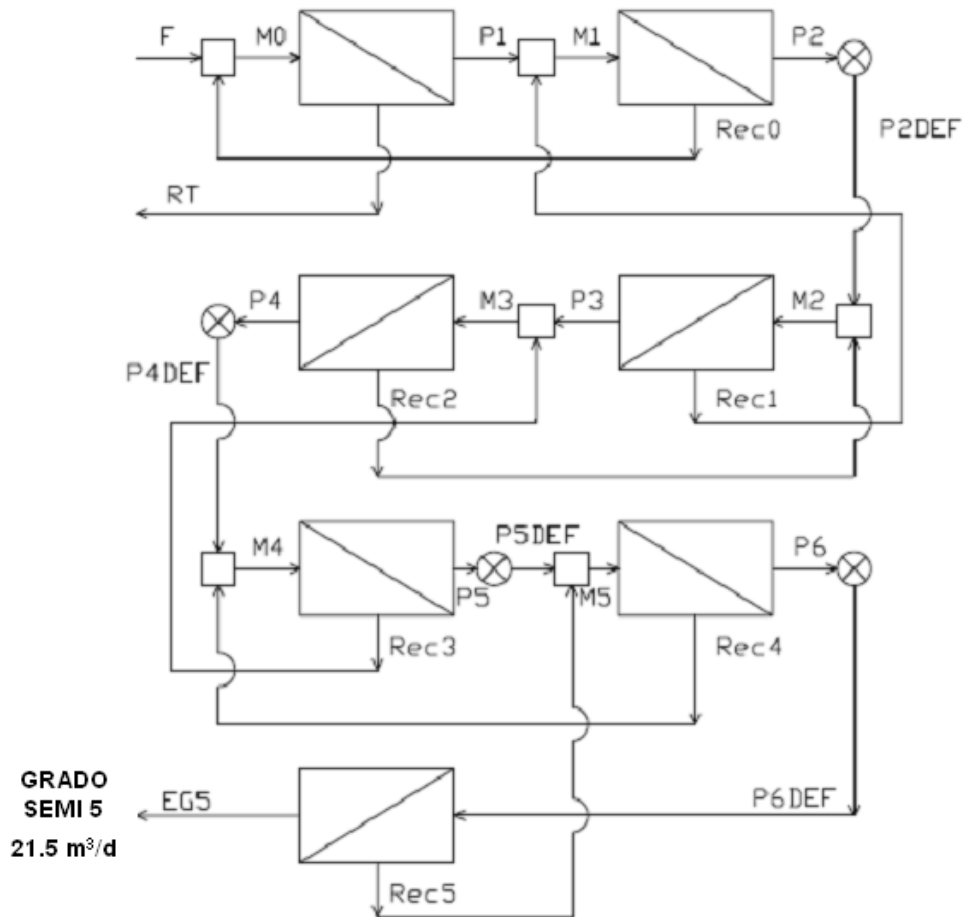 F M0 P1 M1 P2
Rec0
P2DEF
RT
P4 M3 P3 M2
P4DEF
Rec2 Rec1
M4 P5 P5DEF M5 P6
Rec3 Rec4
GRADO
SEMI 5
21.5 m³/d
EG5 P6DEF
Rec5